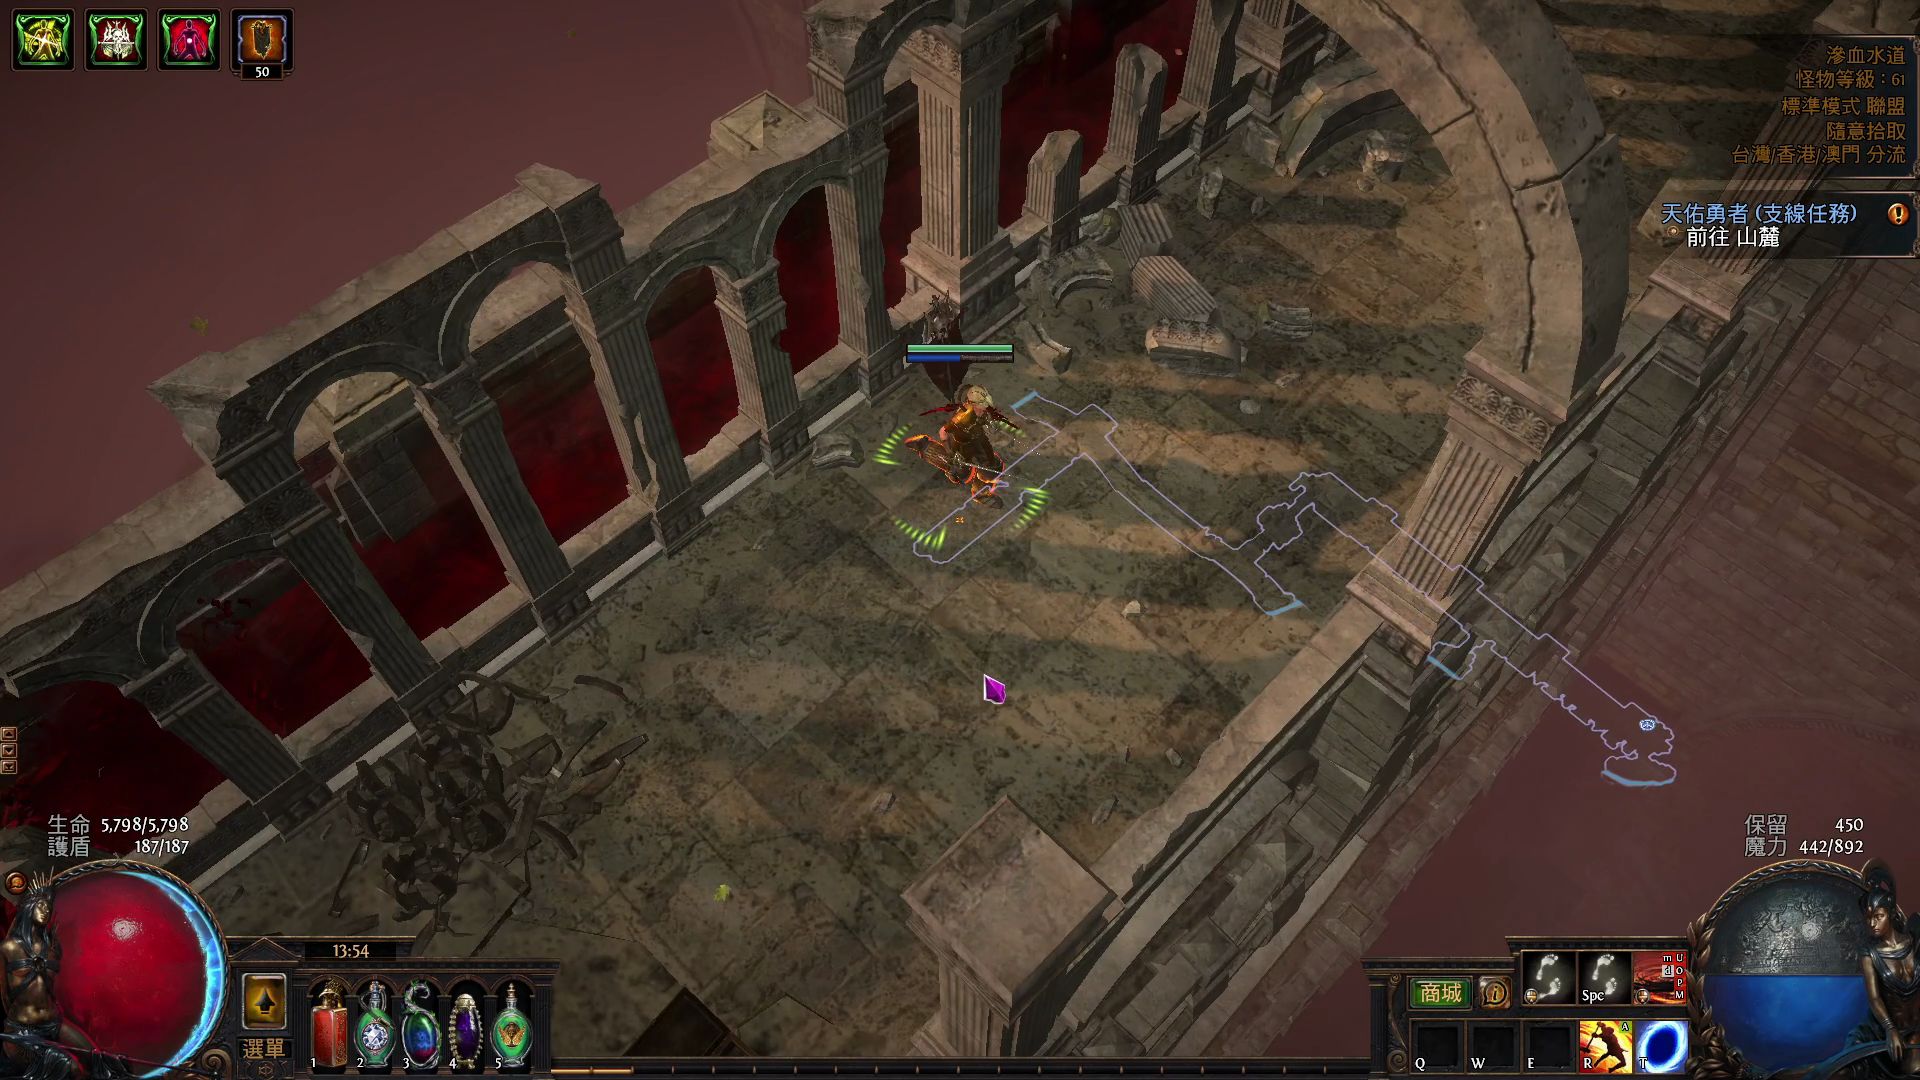 50
滲血水道
怪物等級：61
標準模式 聯盟
隨意拾取
台灣/香港/澳門 分流
天佑勇者 (支線任務)
前往 山麓
生命 5,798/5,798
護盾 187/187
保留 450
魔力 442/892
13:54
選單
1 2 3 4 5
商城
Spc
Q W E R T
A